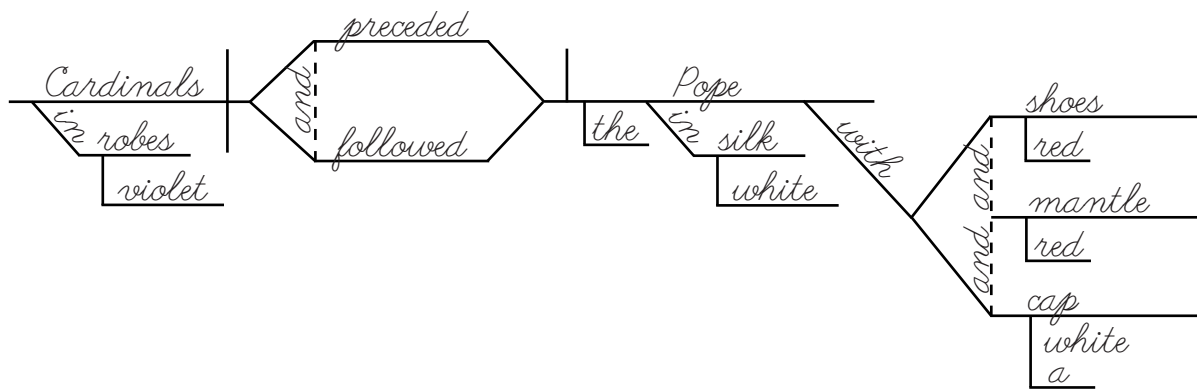 preceded
Cardinals
and
Pope
shoes
in
robes
followed
the
in
silk
with
and
red
violet
white
mantle
and
red
cap
white
a